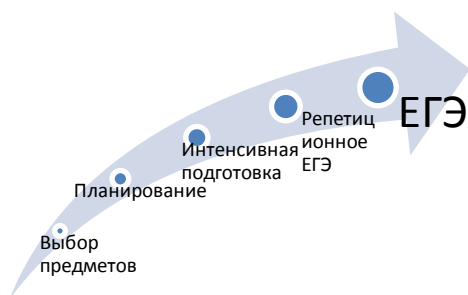 Выбор
предметов
Планирование
Интенсивная
подготовка
Репетиц
ионное
ЕГЭ
ЕГЭ